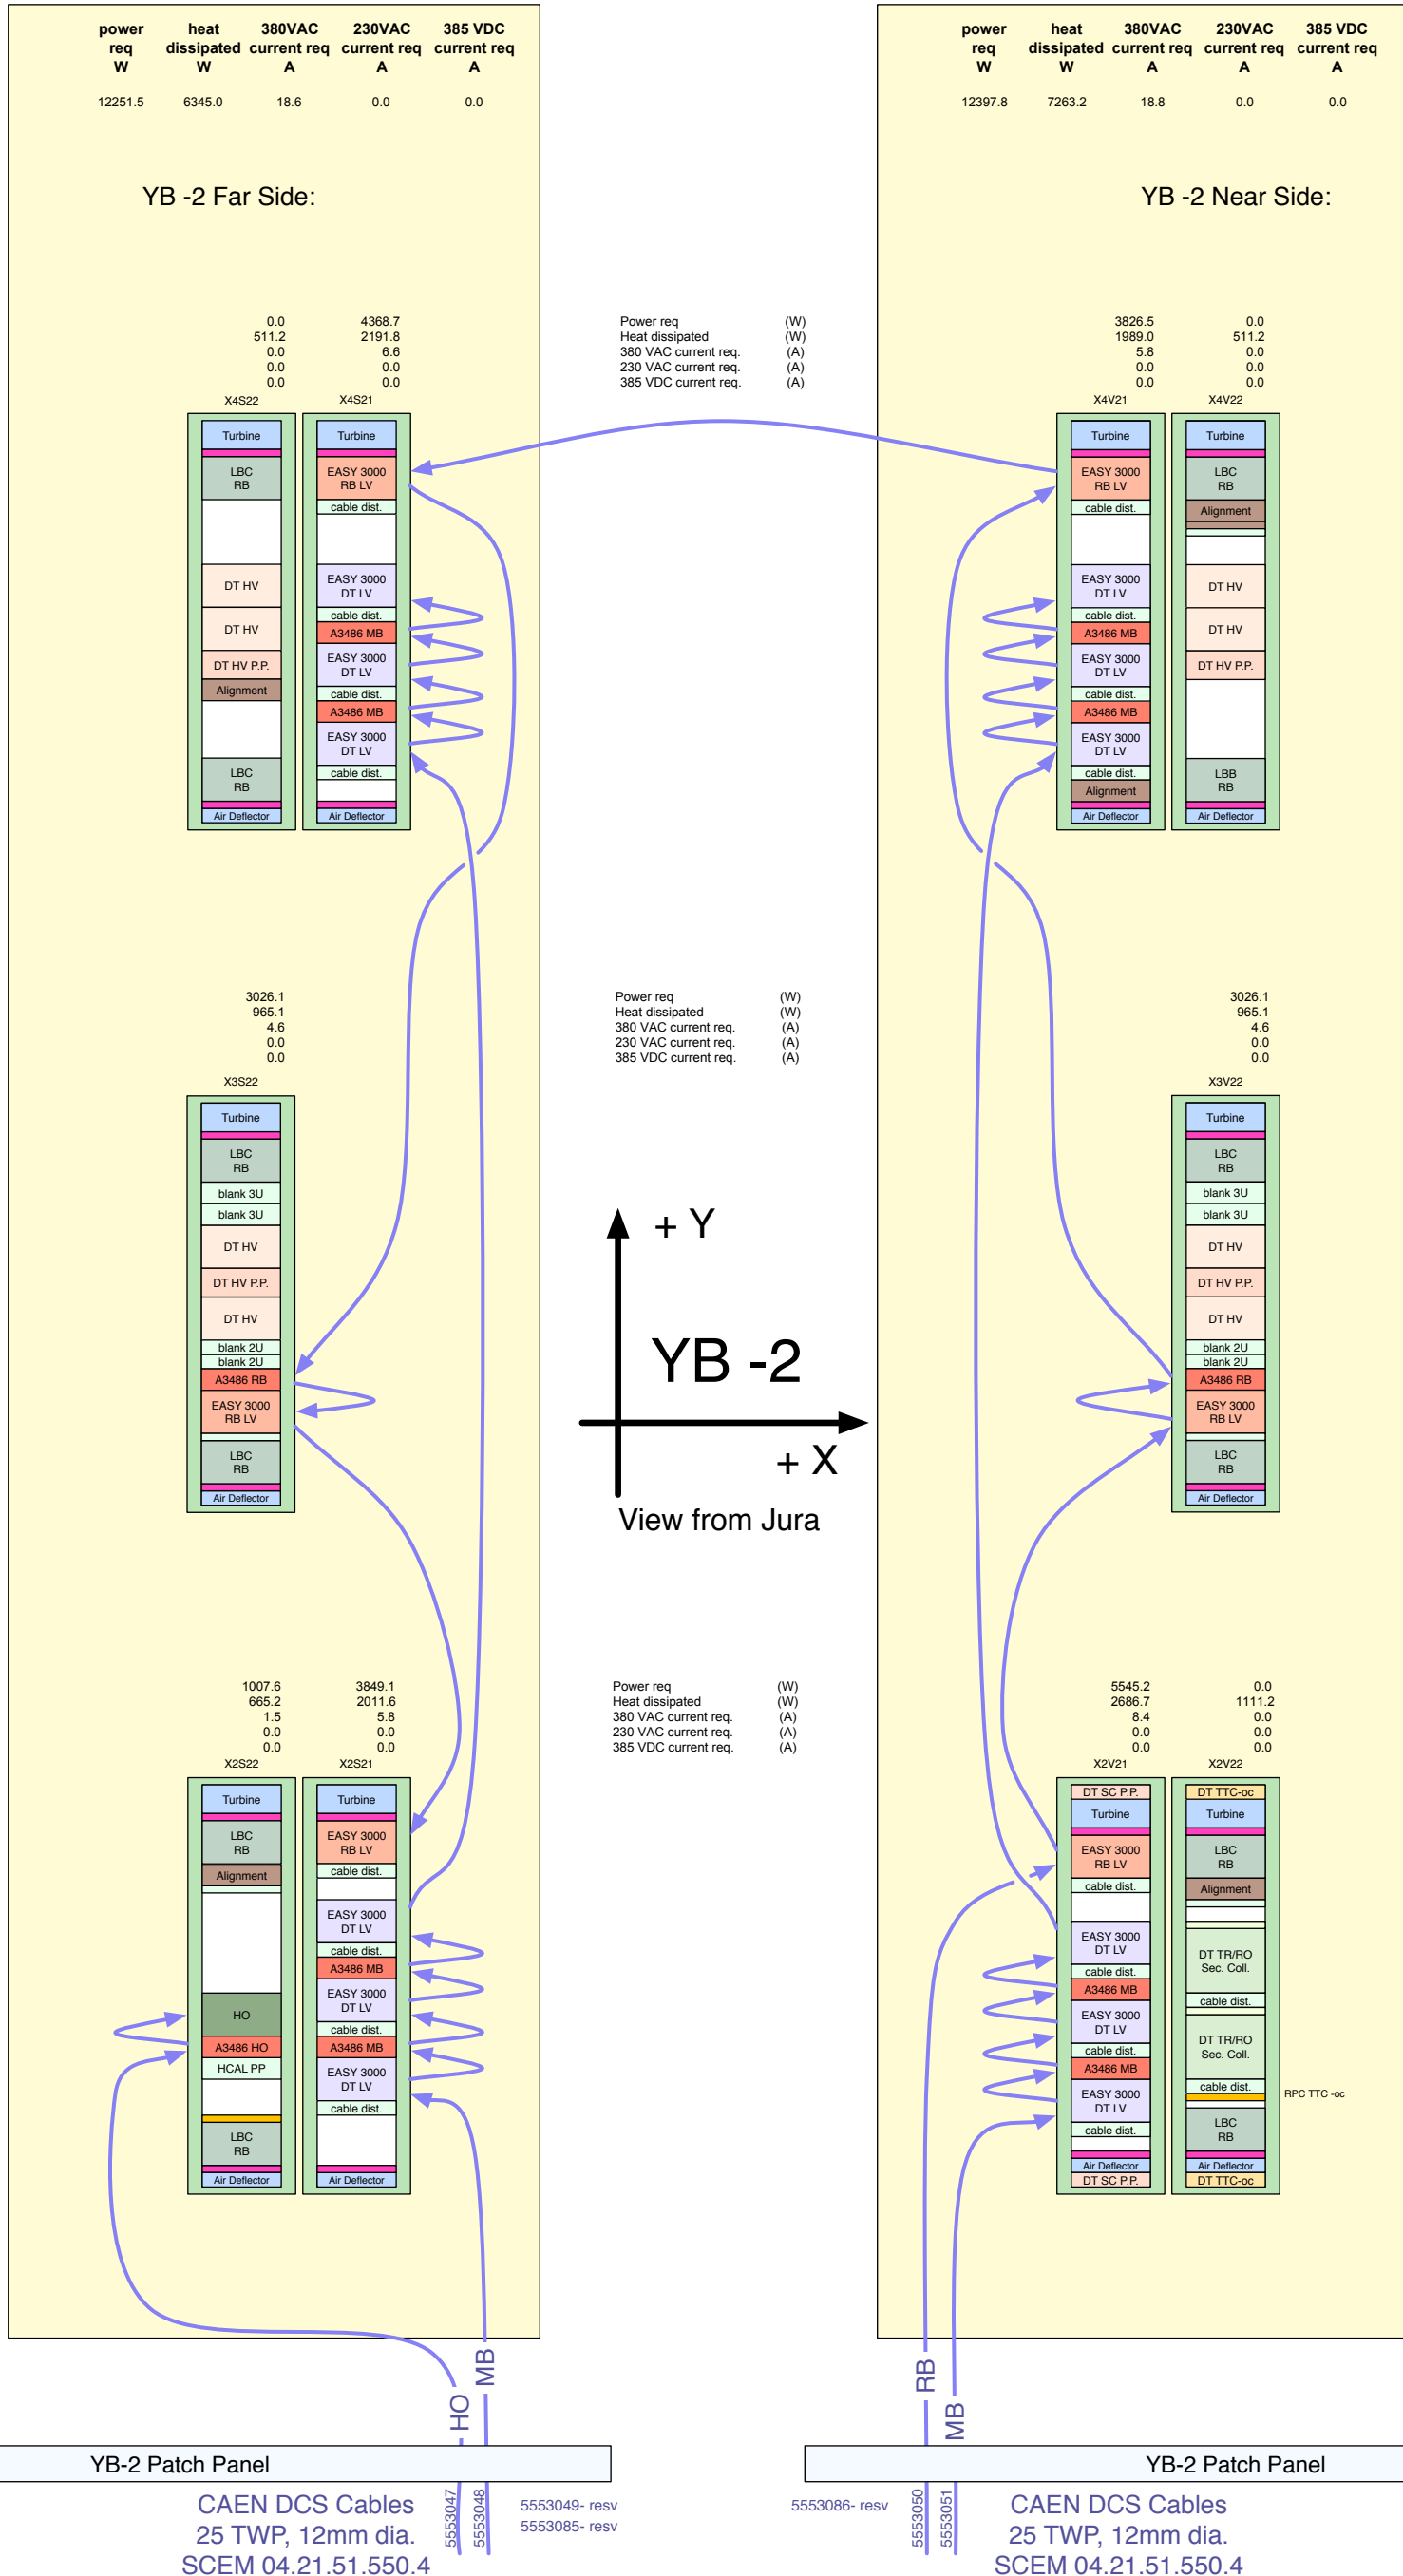 power heat 380VAC 230VAC 385 VDC
req dissipated current req current req current req
W W A A A
12251.5 6345.0 18.6 0.0 0.0
YB -2 Far Side:
power heat 380VAC 230VAC 385 VDC
req dissipated current req current req current req
W W A A A
12397.8 7263.2 18.8 0.0 0.0
YB -2 Near Side:
0.0 4368.7
511.2 2191.8
0.0 6.6
0.0 0.0
0.0 0.0
X4S22 X4S21
Turbine
LBC
RB
DT HV
DT HV
DT HV P.P.
Alignment
LBC
RB
Air Deflector
Turbine
EASY 3000
RB LV
cable dist.
EASY 3000
DT LV
cable dist.
A3486 MB
EASY 3000
DT LV
cable dist.
A3486 MB
EASY 3000
DT LV
cable dist.
Air Deflector
Power req (W)
Heat dissipated (W)
380 VAC current req. (A)
230 VAC current req. (A)
385 VDC current req. (A)
3826.5 0.0
1989.0 511.2
5.8 0.0
0.0 0.0
0.0 0.0
X4V21 X4V22
Turbine
EASY 3000
RB LV
cable dist.
EASY 3000
DT LV
cable dist.
A3486 MB
EASY 3000
DT LV
cable dist.
A3486 MB
EASY 3000
DT LV
cable dist.
Alignment
Air Deflector
Turbine
LBC
RB
Alignment
DT HV
DT HV
DT HV P.P.
LBB
RB
Air Deflector
3026.1
965.1
4.6
0.0
0.0
X3S22
Turbine
LBC
RB
blank 3U
blank 3U
DT HV
DT HV P.P.
DT HV
blank 2U
blank 2U
A3486 RB
EASY 3000
RB LV
LBC
RB
Air Deflector
Power req (W)
Heat dissipated (W)
380 VAC current req. (A)
230 VAC current req. (A)
385 VDC current req. (A)
+ Y
YB -2
+ X
View from Jura
3026.1
965.1
4.6
0.0
0.0
X3V22
Turbine
LBC
RB
blank 3U
blank 3U
DT HV
DT HV P.P.
DT HV
blank 2U
blank 2U
A3486 RB
EASY 3000
RB LV
LBC
RB
Air Deflector
1007.6 3849.1
665.2 2011.6
1.5 5.8
0.0 0.0
0.0 0.0
X2S22 X2S21
Turbine
LBC
RB
Alignment
HO
A3486 HO
HCAL PP
LBC
RB
Air Deflector
Turbine
EASY 3000
RB LV
cable dist.
EASY 3000
DT LV
cable dist.
A3486 MB
EASY 3000
DT LV
cable dist.
A3486 MB
EASY 3000
DT LV
cable dist.
Air Deflector
Power req (W)
Heat dissipated (W)
380 VAC current req. (A)
230 VAC current req. (A)
385 VDC current req. (A)
5545.2 0.0
2686.7 1111.2
8.4 0.0
0.0 0.0
0.0 0.0
X2V21 X2V22
DT SC P.P.
Turbine
EASY 3000
RB LV
cable dist.
EASY 3000
DT LV
cable dist.
A3486 MB
EASY 3000
DT LV
cable dist.
A3486 MB
EASY 3000
DT LV
cable dist.
Air Deflector
DT SC P.P.
DT TTC-oc
Turbine
LBC
RB
Alignment
DT TR/RO
Sec. Coll.
cable dist.
DT TR/RO
Sec. Coll.
cable dist.
RPC TTC -oc
LBC
RB
Air Deflector
DT TTC-oc
HO
MB
RB
MB
YB-2 Patch Panel
YB-2 Patch Panel
CAEN DCS Cables
25 TWP, 12mm dia.
SCEM 04.21.51.550.4
5553047
5553048
5553049- resv
5553085- resv
5553086- resv
5553050
5553051
CAEN DCS Cables
25 TWP, 12mm dia.
SCEM 04.21.51.550.4